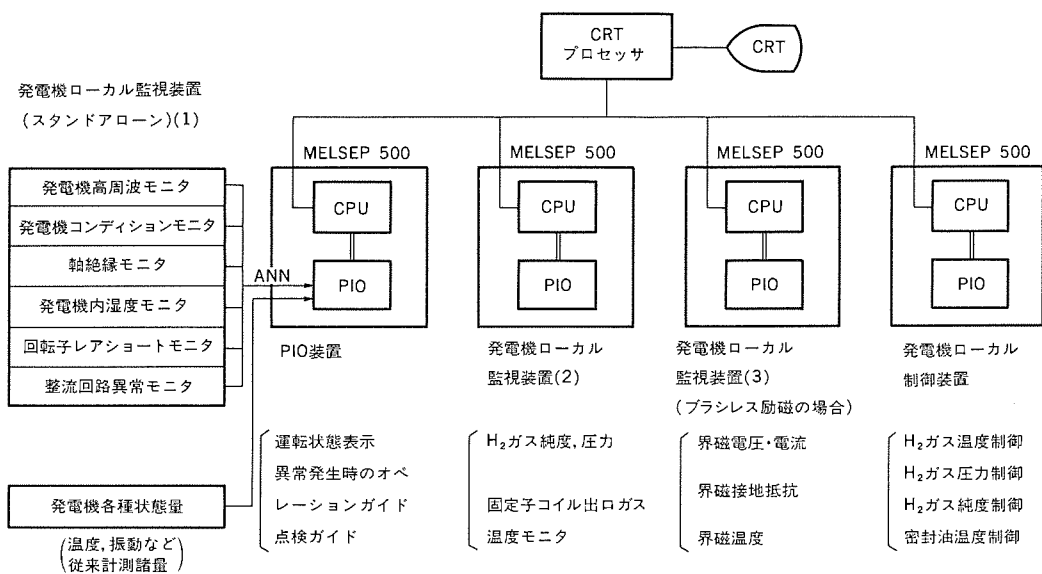 CRT
プロセッサ
CRT
発電機ローカル監視装置
(スタンドアローン)(1)
MELSEP 500
MELSEP 500
MELSEP 500
MELSEP 500
発電機高周波モニタ
発電機コンディションモニタ
軸絶縁モニタ
発電機内湿度モニタ
回転子レアショートモニタ
整流回路異常モニタ
ANN
CPU
PIO
CPU
PIO
CPU
PIO
CPU
PIO
PIO装置
発電機ローカル
監視装置(2)
発電機ローカル
監視装置(3)
(ブラシレス励磁の場合)
発電機ローカル
制御装置
発電機各種状態量
(温度,振動など
従来計測諸量)
運転状態表示
異常発生時のオペ
レーションガイド
点検ガイド
H₂ガス純度,圧力
固定子コイル出口ガス
温度モニタ
界磁電圧・電流
界磁接地抵抗
界磁温度
H₂ガス温度制御
H₂ガス圧力制御
H₂ガス純度制御
密封油温度制御